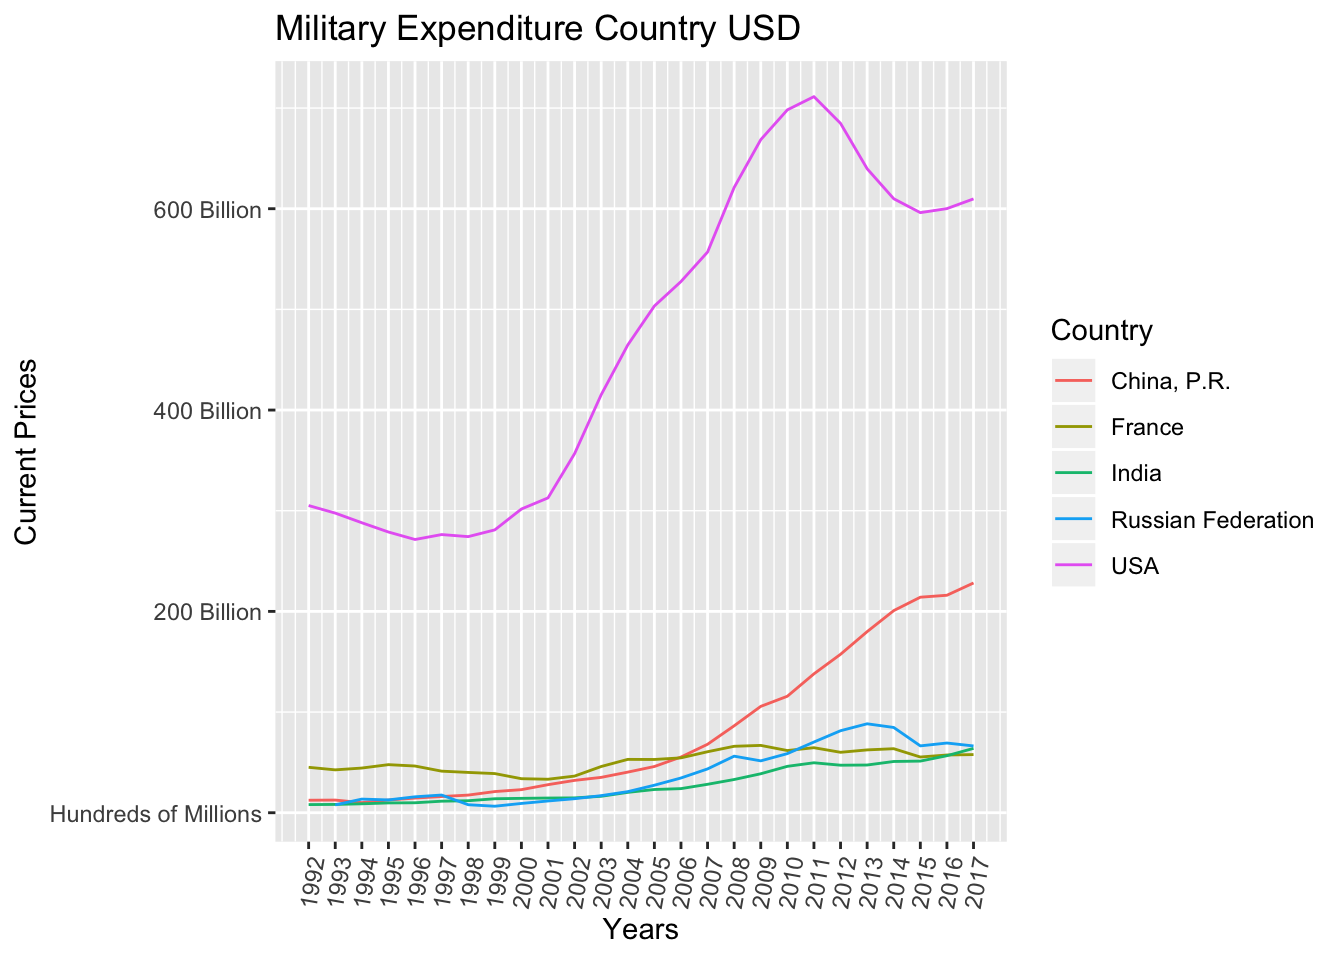 Military Expenditure Country USD
Current Prices
600 Billion
400 Billion
200 Billion
Hundreds of Millions
1992
1993
1994
1995
1996
1997
1998
1999
2000
2001
2002
2003
2004
2005
2006
2007
2008
2009
2010
2011
2012
2013
2014
2015
2016
2017
Years
Country
China, P.R.
France
India
Russian Federation
USA